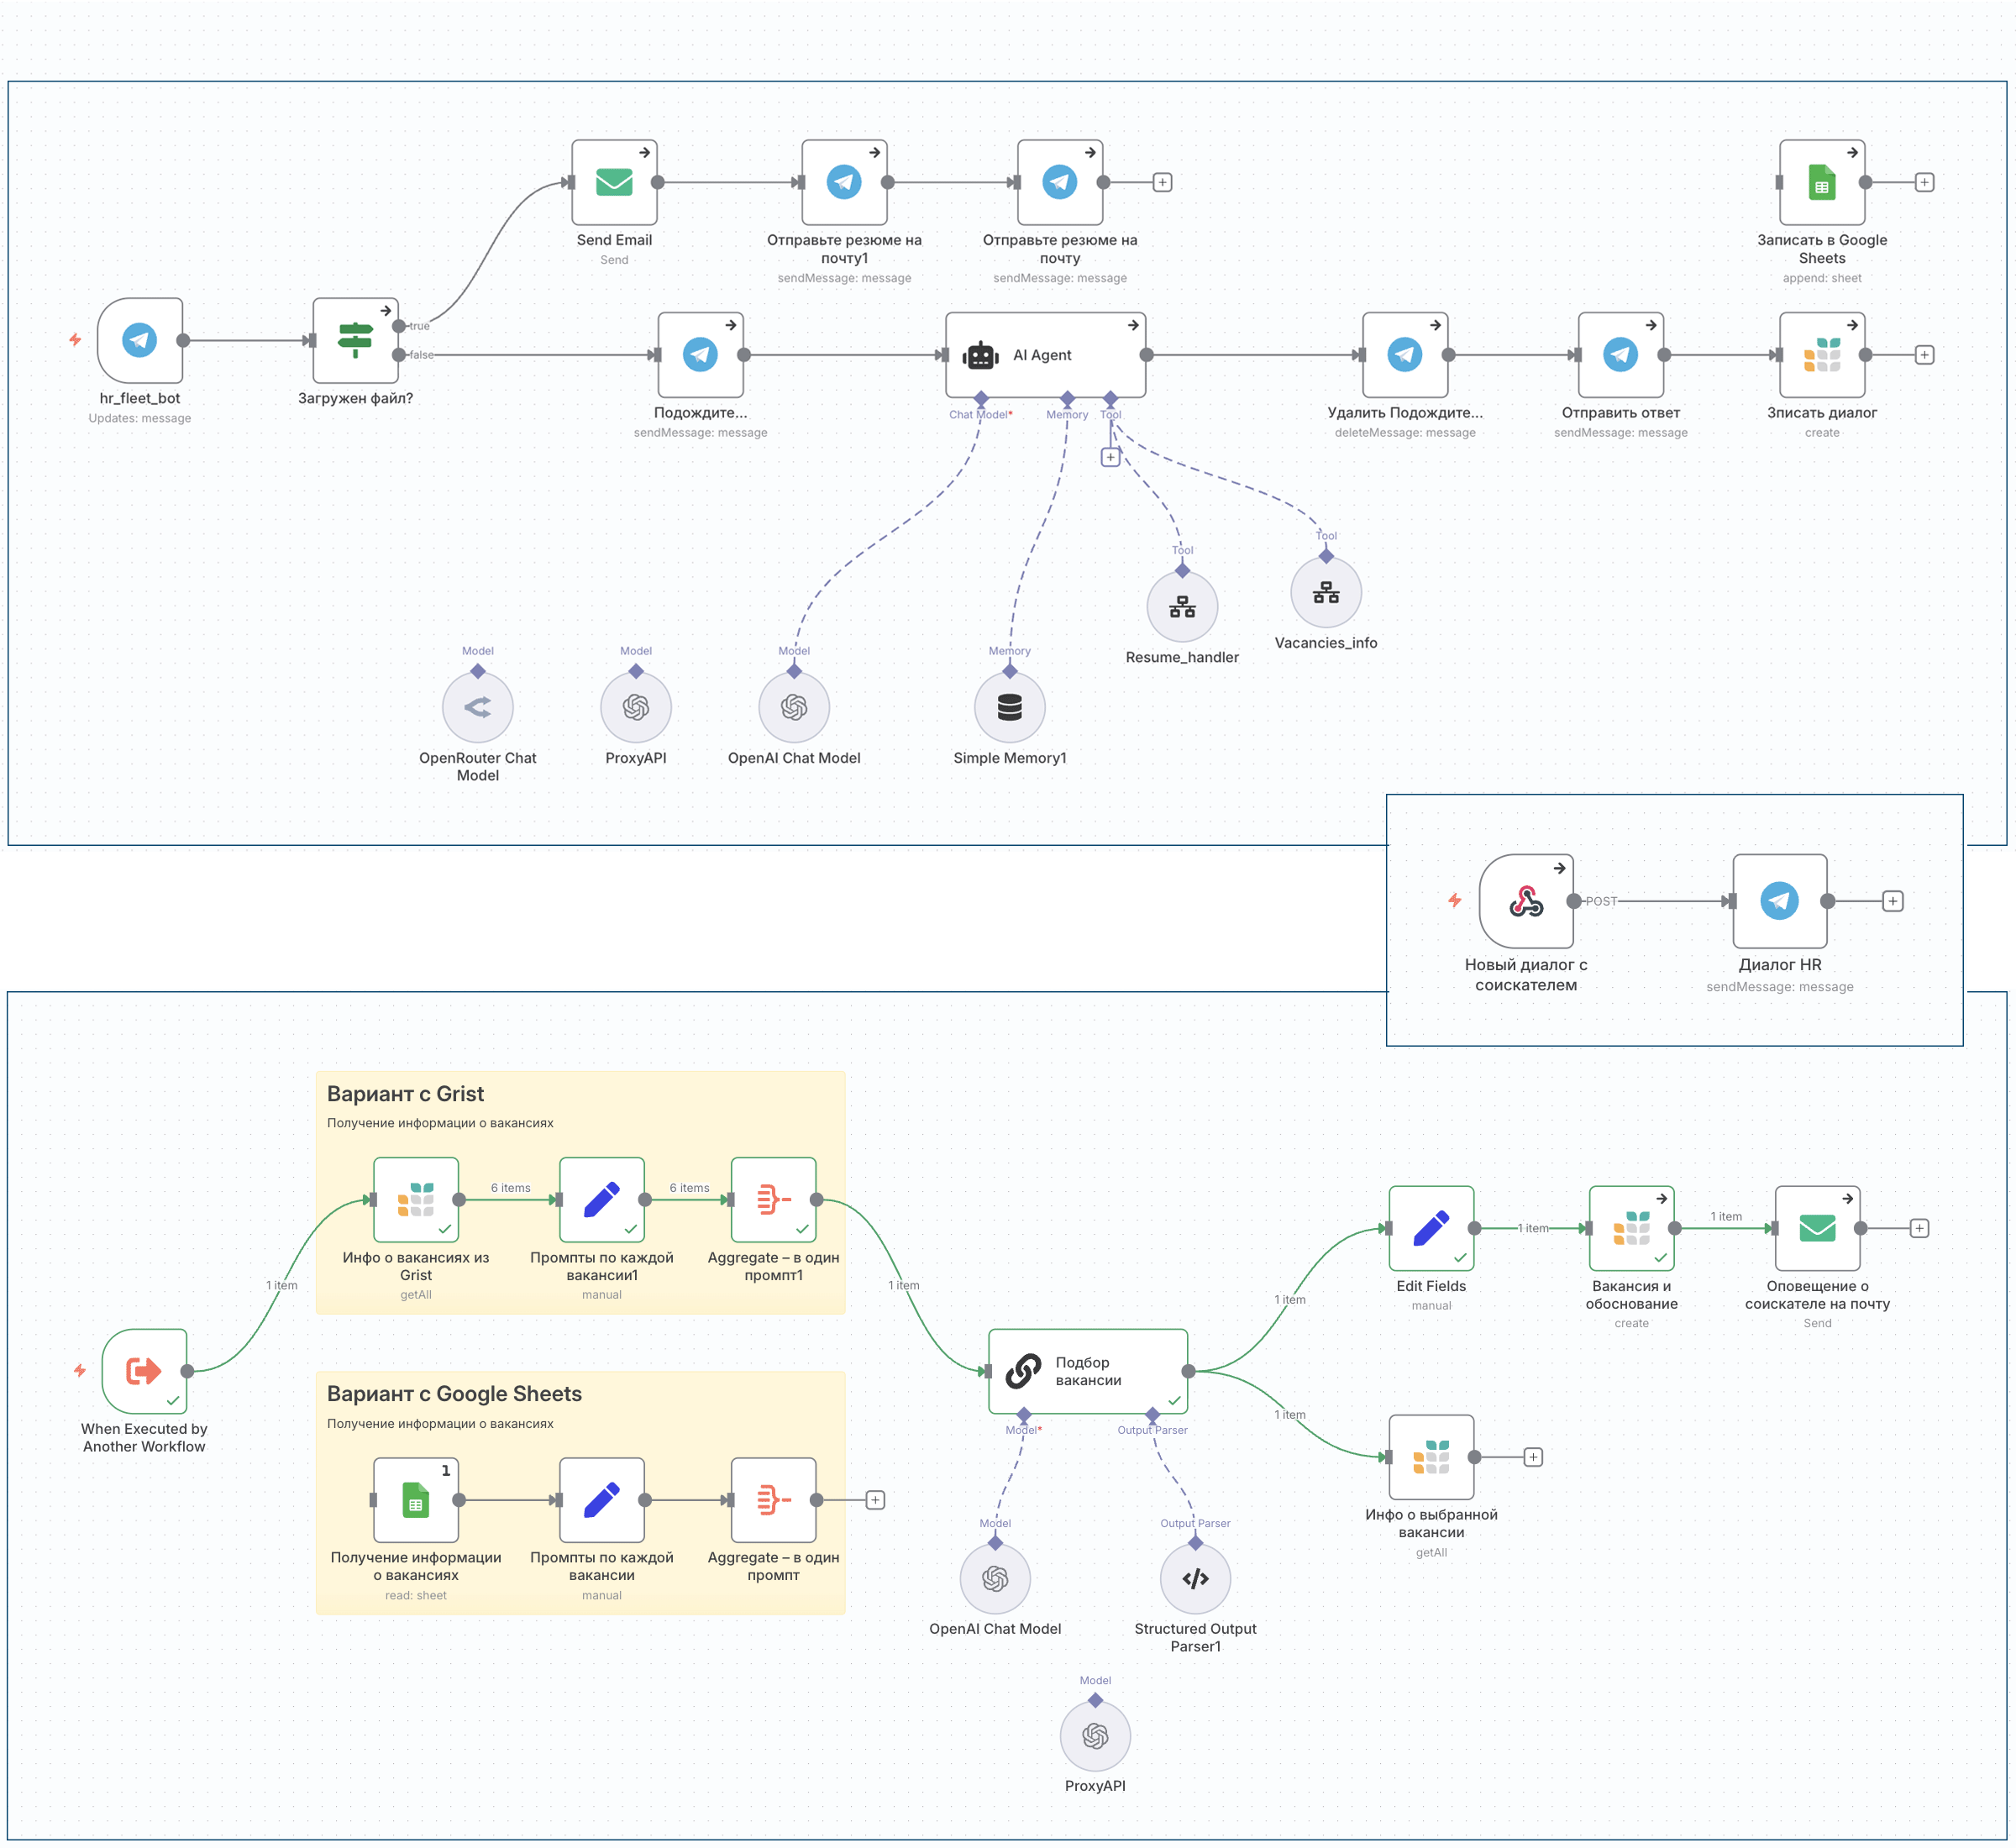 Send Email
Send
Отправьте резюме на
почту1
sendMessage: message
Отправьте резюме на
почту
sendMessage: message
Записать в Google
Sheets
append: sheet
hr_fleet_bot
Updates: message
true
false
Загружен файл?
Подождите...
sendMessage: message
AI Agent
Chat Model*
Memory
Tool
Удалить Подождите...
deleteMessage: message
Отправить ответ
sendMessage: message
Зписать диалог
create
Tool
Resume_handler
Tool
Vacancies_info
Model
OpenRouter Chat
Model
Model
ProxyAPI
Model
OpenAI Chat Model
Memory
Simple Memory1
POST
Новый диалог с
соискателем
Диалог HR
sendMessage: message
Вариант с Grist
Получение информации о вакансиях
6 items
6 items
Инфо о вакансиях из
Grist
getAll
Промпты по каждой
вакансии1
manual
Aggregate – в один
промпт1
1 item
1 item
When Executed by
Another Workflow
Вариант с Google Sheets
Получение информации о вакансиях
1
Получение информации
о вакансиях
read: sheet
Промпты по каждой
вакансии
manual
Aggregate – в один
промпт
Подбор
вакансии
Model*
Output Parser
1 item
1 item
Edit Fields
manual
1 item
Вакансия и
обоснование
create
1 item
Оповещение о
соискателе на почту
Send
Инфо о выбранной
вакансии
getAll
Model
OpenAI Chat Model
Output Parser
Structured Output
Parser1
Model
ProxyAPI